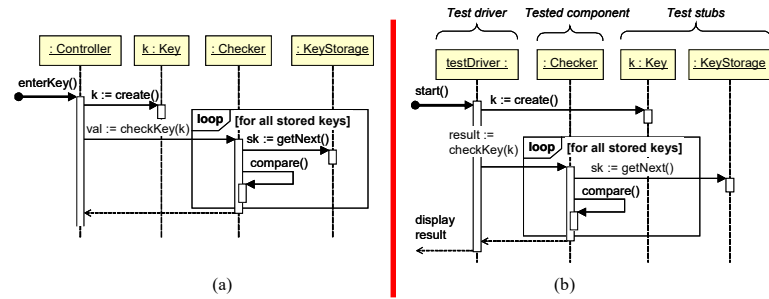 : Controller
k : Key
: Checker
: KeyStorage
enterKey()
k := create()
loop [for all stored keys]
val := checkKey(k)
sk := getNext()
compare()
(a)
Test driver
Tested component
Test stubs
testDriver :
: Checker
k : Key
: KeyStorage
start()
k := create()
result :=
checkKey(k)
loop [for all stored keys]
sk := getNext()
compare()
display
result
(b)